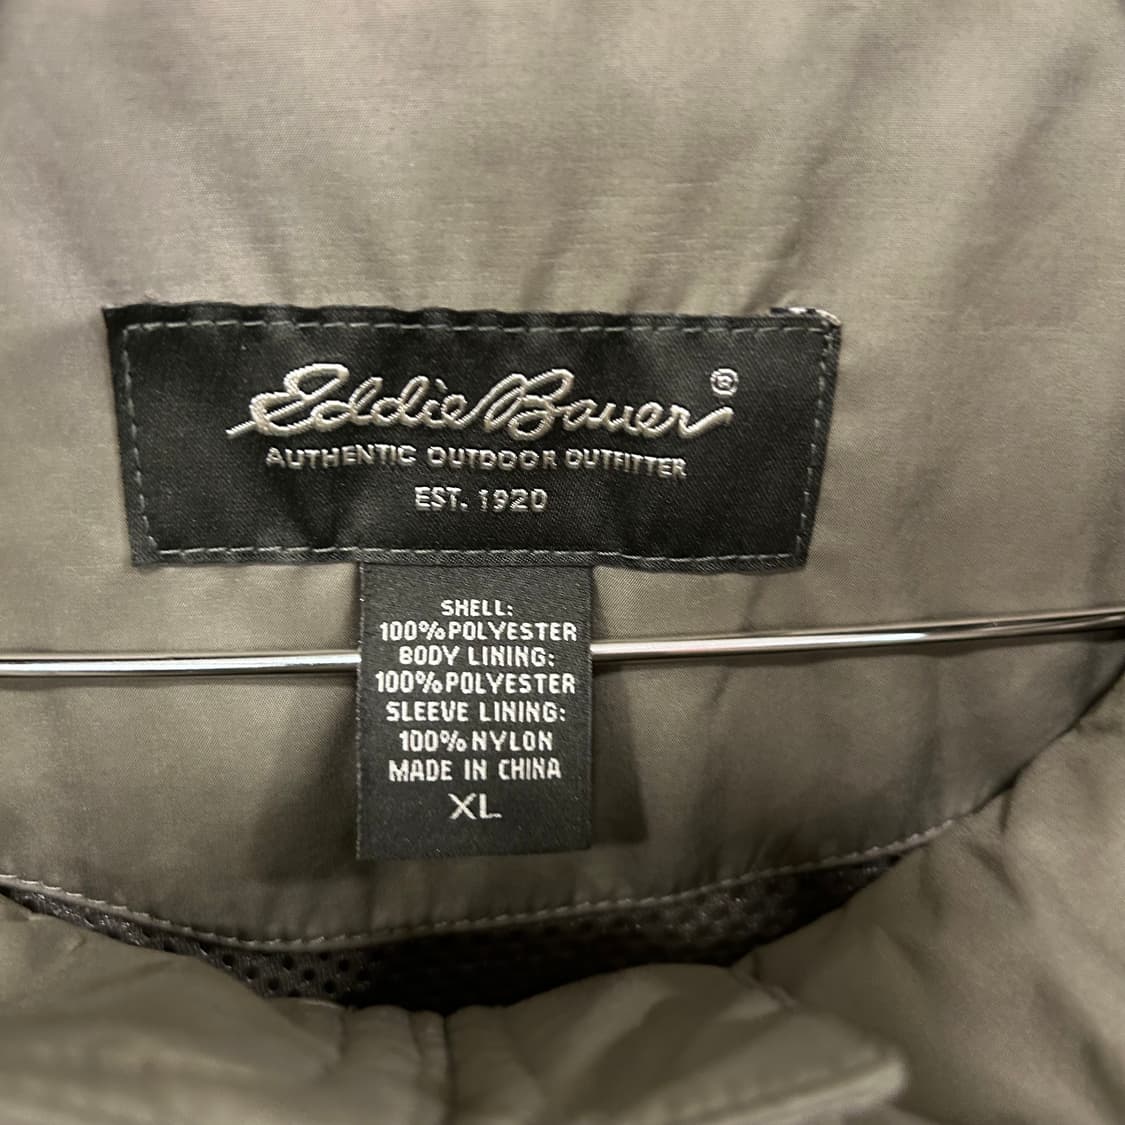 Eddie Bauer®
AUTHENTIC OUTDOOR OUTFITTER
EST. 1920
SHELL:
100% POLYESTER
BODY LINING:
100% POLYESTER
SLEEVE LINING:
100% NYLON
MADE IN CHINA
XL